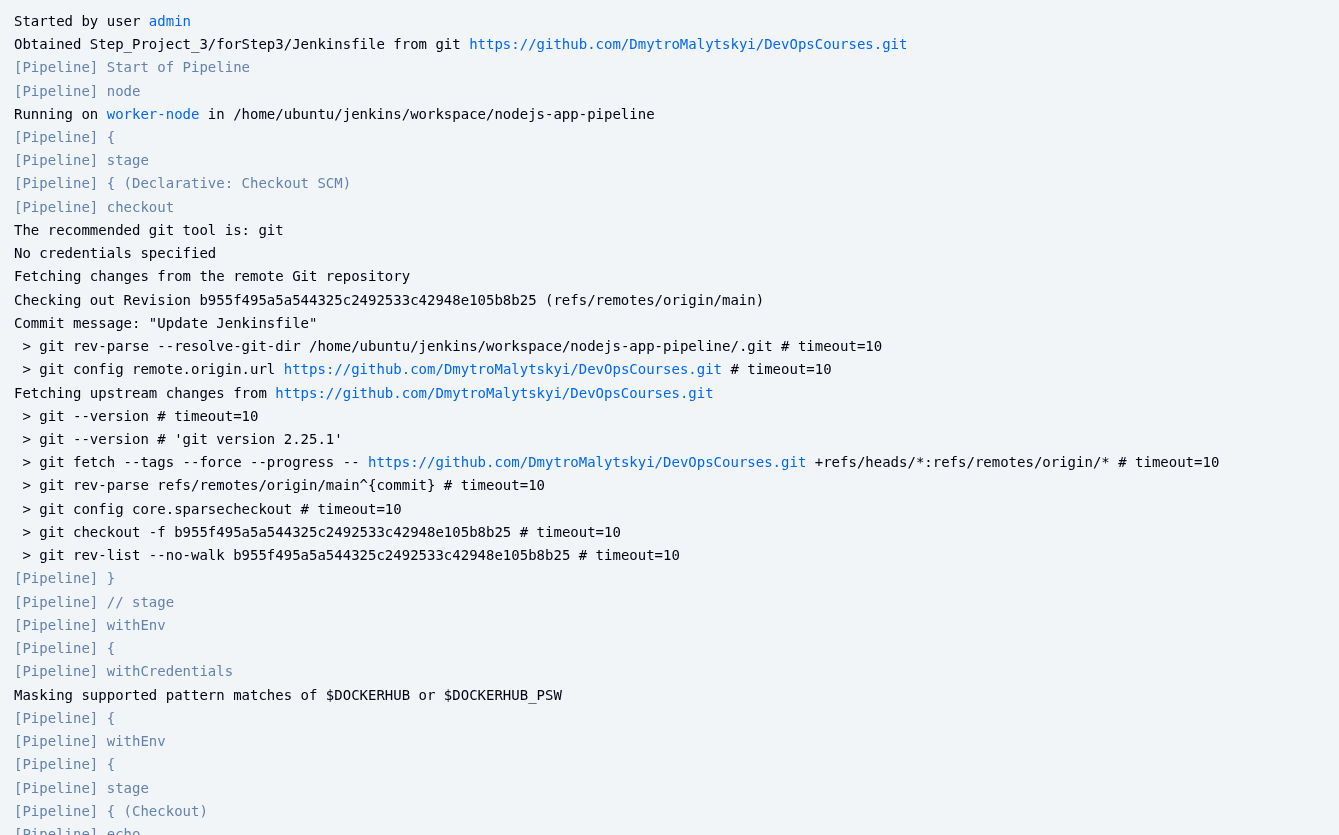 Started by user admin
Obtained Step_Project_3/forStep3/Jenkinsfile from git https://github.com/DmytroMalytskyi/DevOpsCourses.git
[Pipeline] Start of Pipeline
[Pipeline] node
Running on worker-node in /home/ubuntu/jenkins/workspace/nodejs-app-pipeline
[Pipeline] {
[Pipeline] stage
[Pipeline] { (Declarative: Checkout SCM)
[Pipeline] checkout
The recommended git tool is: git
No credentials specified
Fetching changes from the remote Git repository
Checking out Revision b955f495a5a544325c2492533c42948e105b8b25 (refs/remotes/origin/main)
Commit message: "Update Jenkinsfile"
 > git rev-parse --resolve-git-dir /home/ubuntu/jenkins/workspace/nodejs-app-pipeline/.git # timeout=10
 > git config remote.origin.url https://github.com/DmytroMalytskyi/DevOpsCourses.git # timeout=10
Fetching upstream changes from https://github.com/DmytroMalytskyi/DevOpsCourses.git
 > git --version # timeout=10
 > git --version # 'git version 2.25.1'
 > git fetch --tags --force --progress -- https://github.com/DmytroMalytskyi/DevOpsCourses.git +refs/heads/*:refs/remotes/origin/* # timeout=10
 > git rev-parse refs/remotes/origin/main^{commit} # timeout=10
 > git config core.sparsecheckout # timeout=10
 > git checkout -f b955f495a5a544325c2492533c42948e105b8b25 # timeout=10
 > git rev-list --no-walk b955f495a5a544325c2492533c42948e105b8b25 # timeout=10
[Pipeline] }
[Pipeline] // stage
[Pipeline] withEnv
[Pipeline] {
[Pipeline] withCredentials
Masking supported pattern matches of $DOCKERHUB or $DOCKERHUB_PSW
[Pipeline] {
[Pipeline] withEnv
[Pipeline] {
[Pipeline] stage
[Pipeline] { (Checkout)
[Pipeline] echo